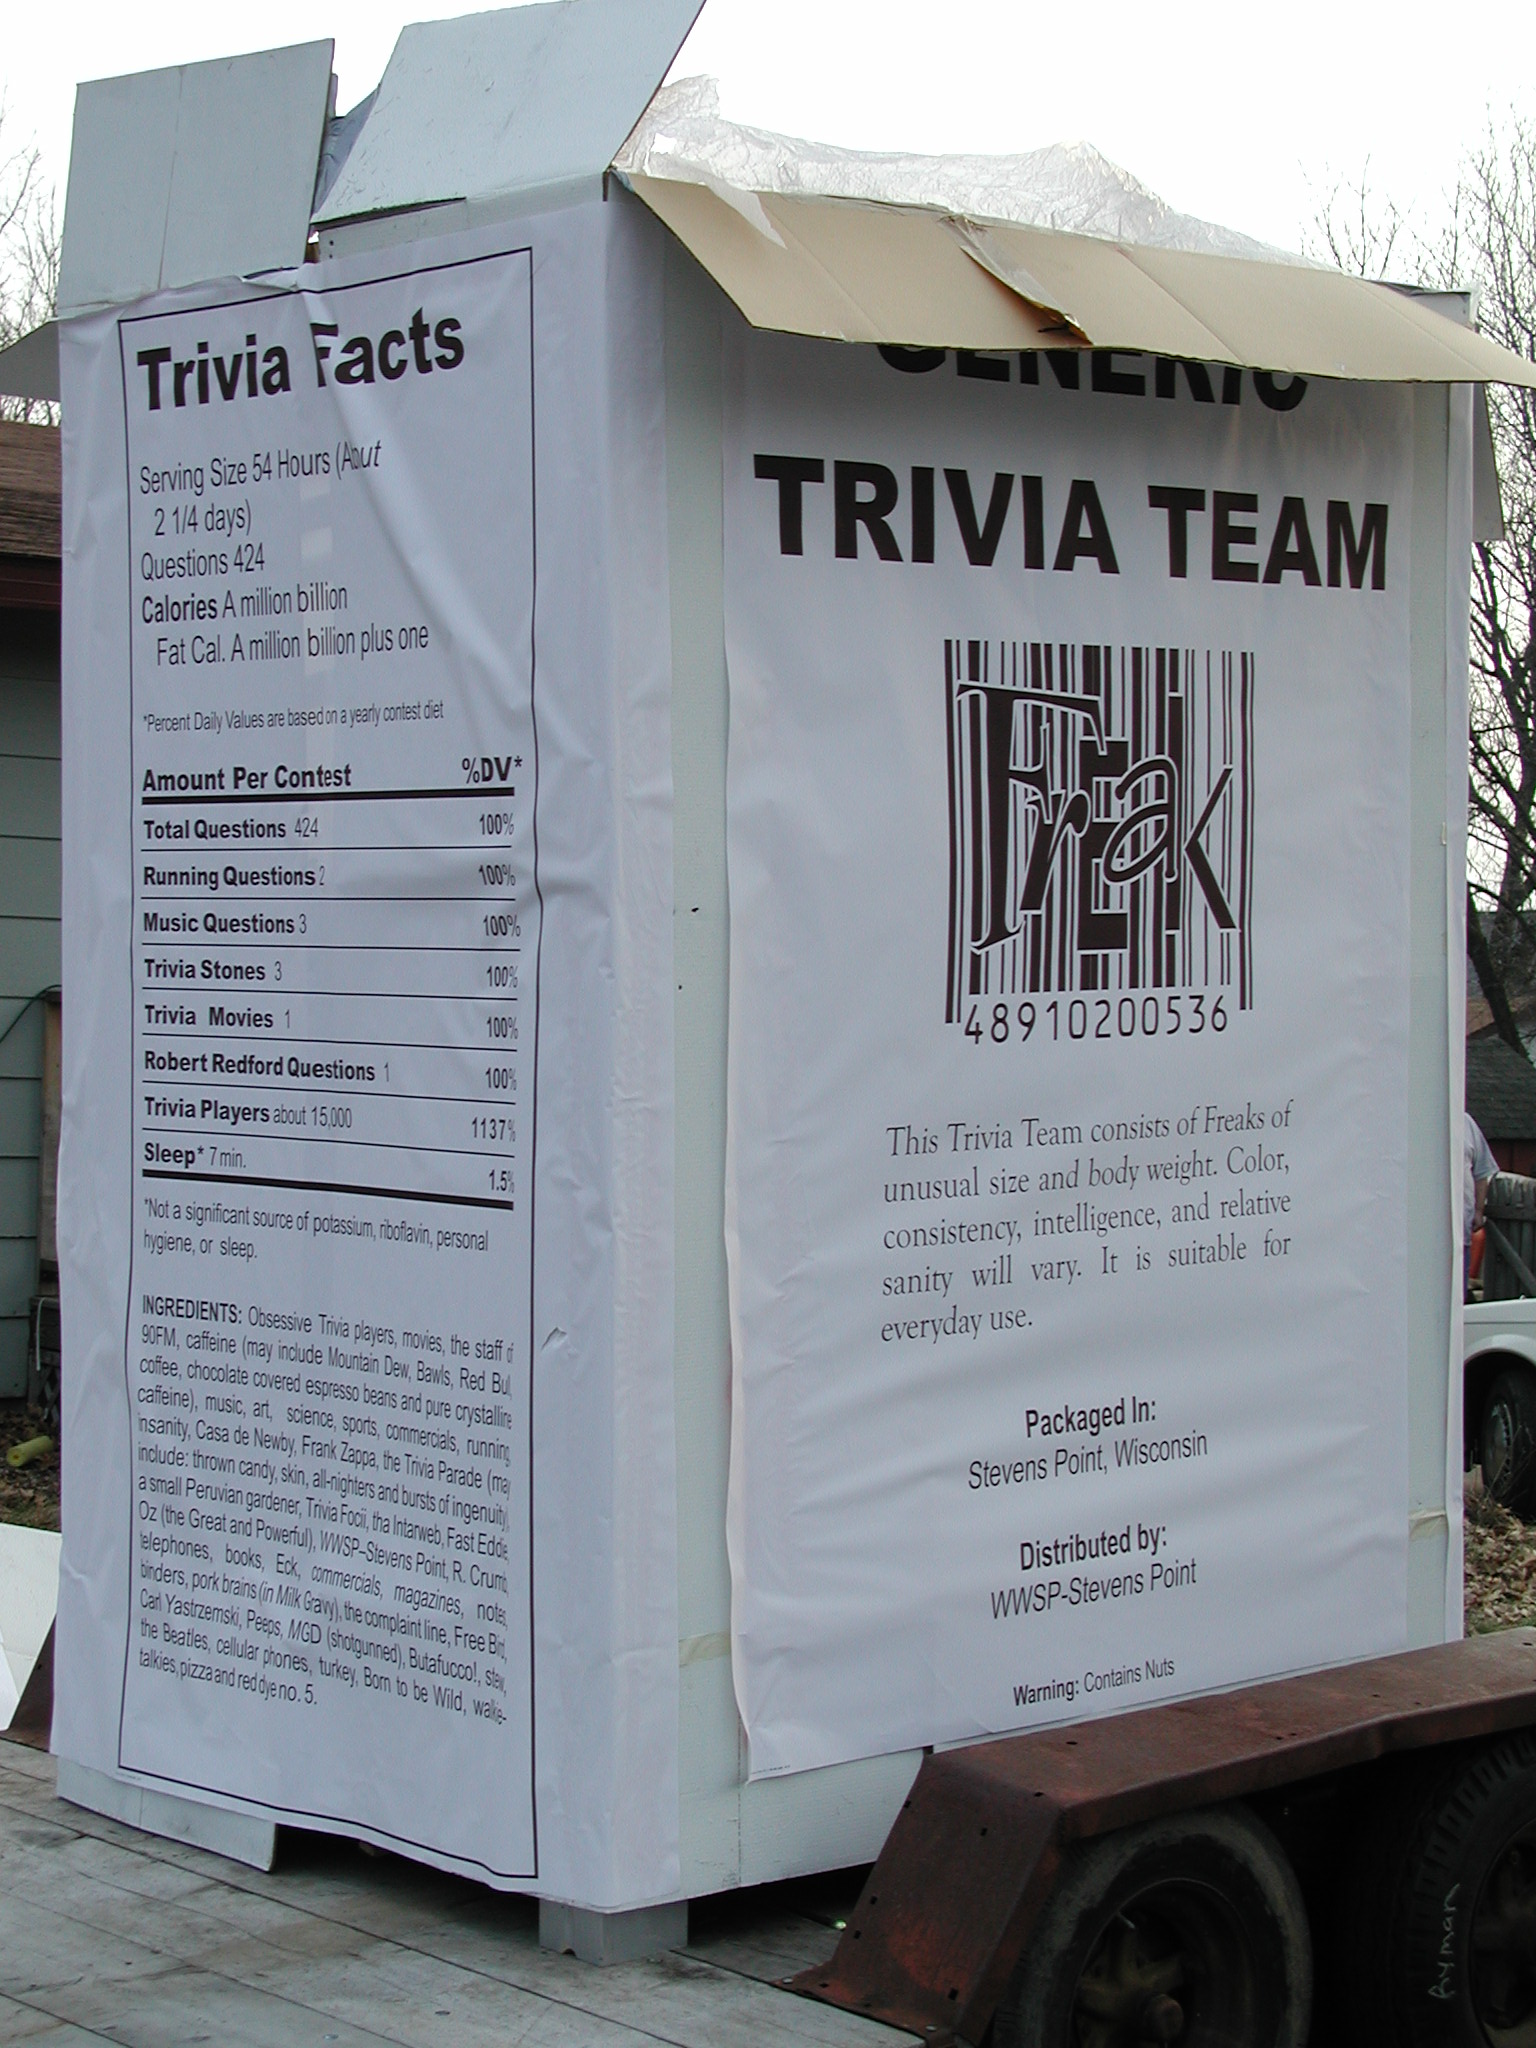 Trivia Facts
Serving Size 54 Hours (About
2 1/4 days)
Questions 424
Calories A million billion
Fat Cal. A million billion plus one
*Percent Daily Values are based on a yearly contest diet
Amount Per Contest %DV*
Total Questions 424 100%
Running Questions 2 100%
Music Questions 3 100%
Trivia Stones 3 100%
Trivia Movies 1 100%
Robert Redford Questions 1 100%
Trivia Players about 15,000 1137%
Sleep* 7 min. 1.5%
*Not a significant source of potassium, riboflavin, personal
hygiene, or sleep.
INGREDIENTS: Obsessive Trivia players, movies, the staff of
90FM, caffeine (may include Mountain Dew, Bawls, Red Bul,
coffee, chocolate covered espresso beans and pure crystalline
caffeine), music, art, science, sports, commercials, running,
insanity, Casa de Newby, Frank Zappa, the Trivia Parade (may
include: thrown candy, skin, all-nighters and bursts of ingenuity),
a small Peruvian gardener, Trivia Focii, tha Intarweb, Fast Eddie,
Oz (the Great and Powerful), WWSP-Stevens Point, R. Crumb,
telephones, books, Eck, commercials, magazines, notes,
binders, pork brains (in Milk Gravy), the complaint line, Free Bird,
Carl Yastrzemski, Peeps, MGD (shotgunned), Butafucco!, stew,
the Beatles, cellular phones, turkey, Born to be Wild, walkie-
talkies, pizza and red dye no. 5.
GENERIC
TRIVIA TEAM
Freak
48910200536
This Trivia Team consists of Freaks of
unusual size and body weight. Color,
consistency, intelligence, and relative
sanity will vary. It is suitable for
everyday use.
Packaged In:
Stevens Point, Wisconsin
Distributed by:
WWSP-Stevens Point
Warning: Contains Nuts
Ryman